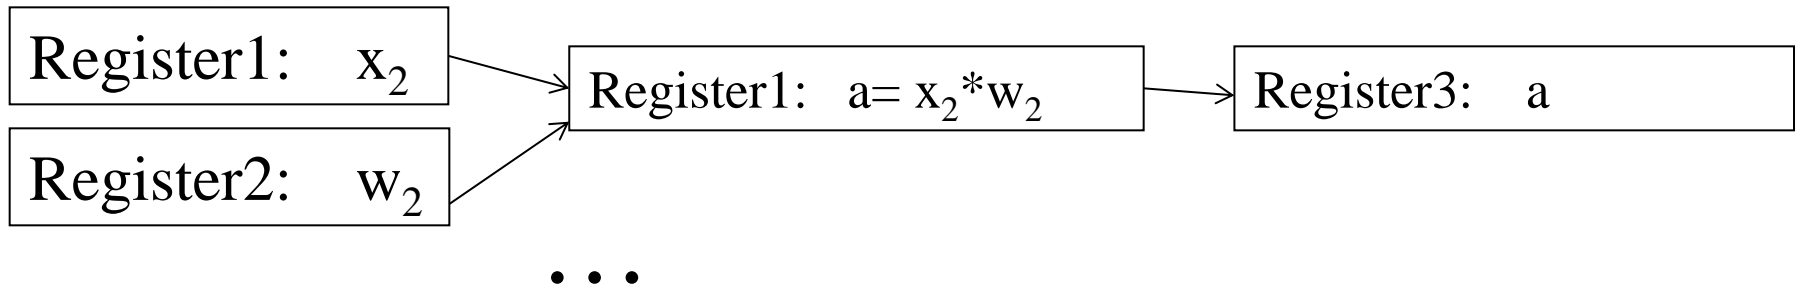 Register1: x₂
Register2: w₂
Register1: a= x₂*w₂
Register3: a
...